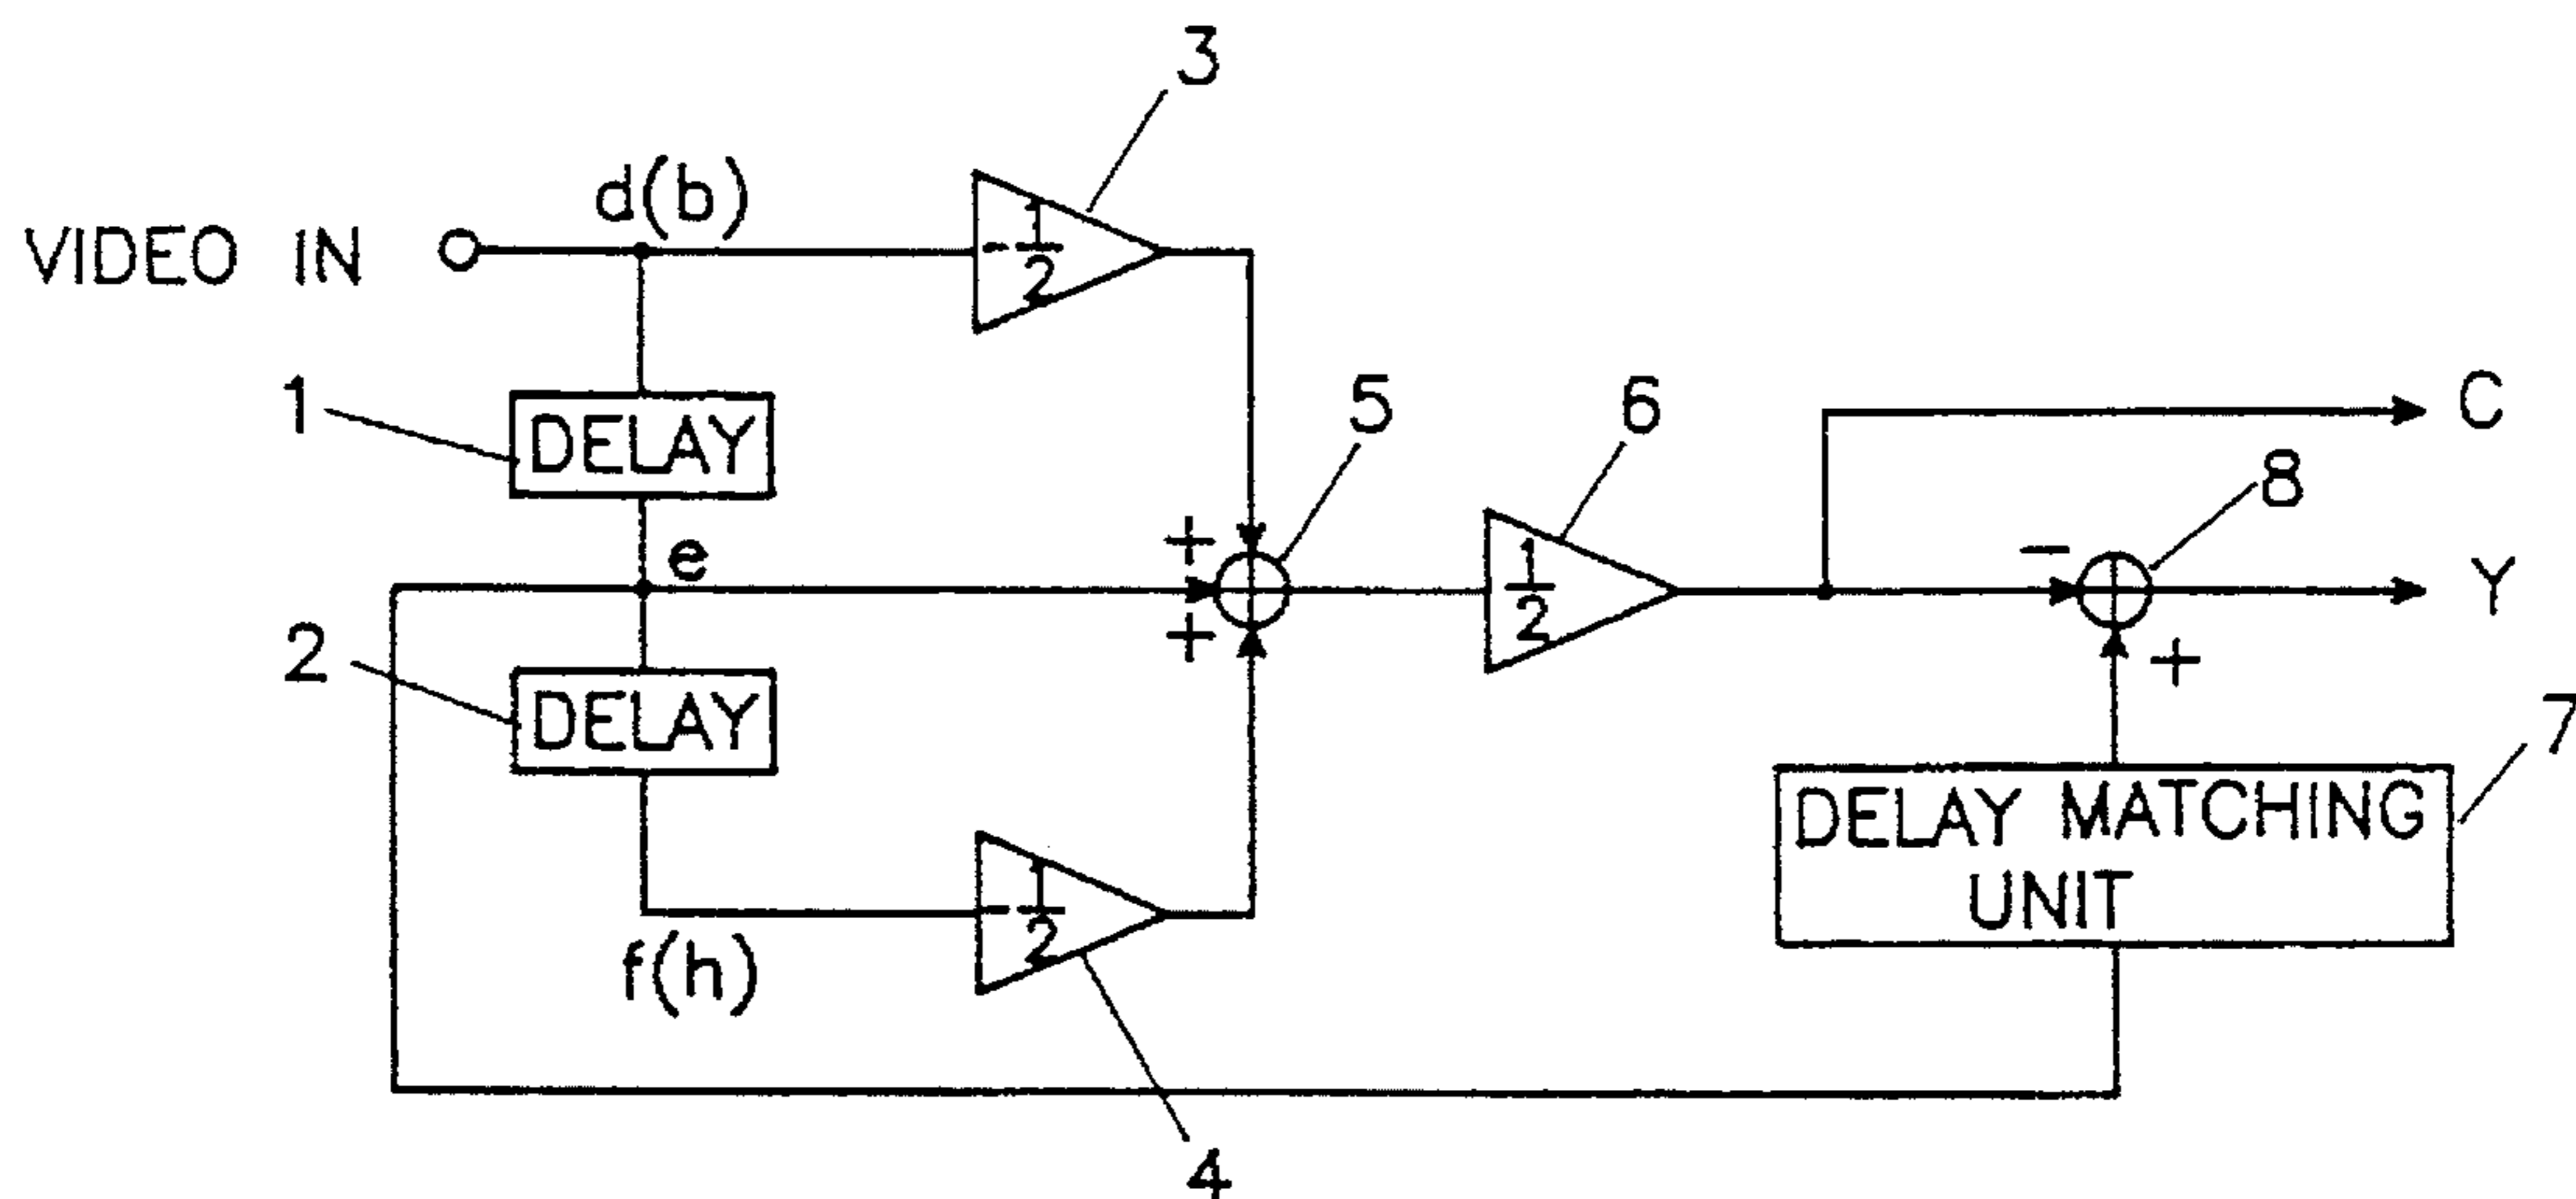 3
d(b)
VIDEO IN
-1/2
1
DELAY
5
6
C
8
+
e
+
1/2
-
Y
2
DELAY
+
7
DELAY MATCHING
UNIT
-1/2
f(h)
4